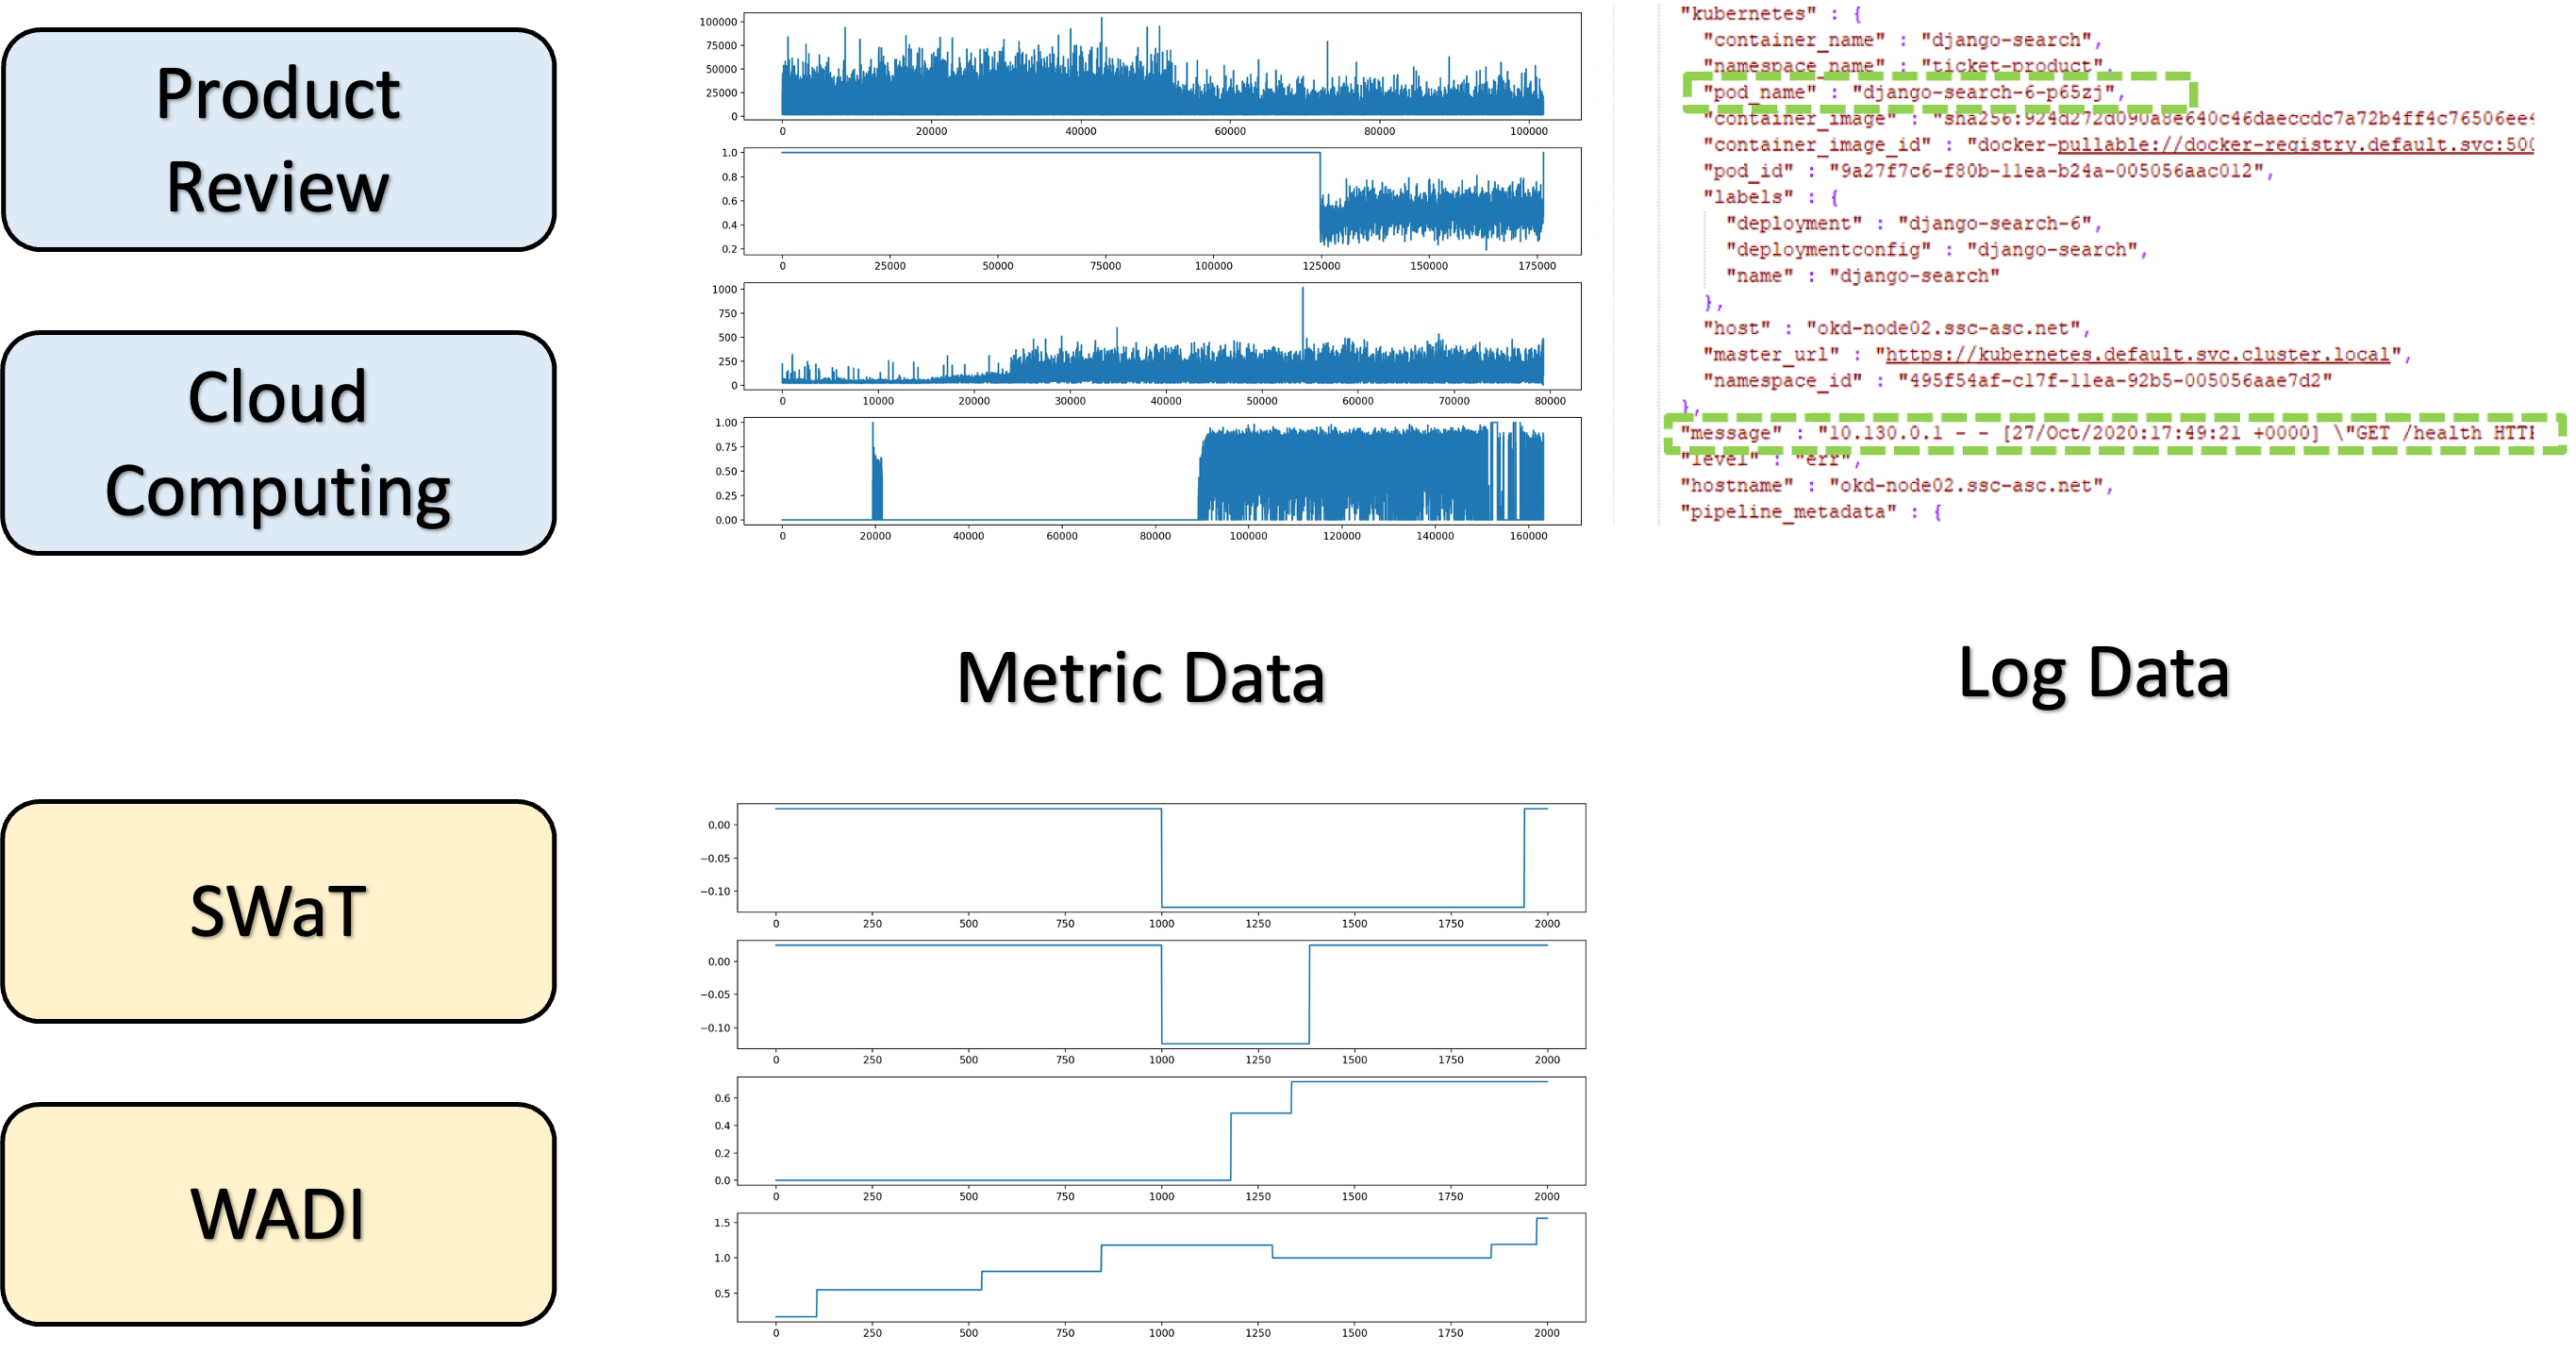 Product
Review
Cloud
Computing
100000
75000
50000
25000
0
0 20000 40000 60000 80000 100000
1.0
0.8
0.6
0.4
0.2
0 25000 50000 75000 100000 125000 150000 175000
1000
750
500
250
0
0 10000 20000 30000 40000 50000 60000 70000 80000
1.00
0.75
0.50
0.25
0.00
0 20000 40000 60000 80000 100000 120000 140000 160000
"kubernetes" : {
"container_name" : "django-search",
"namespace_name" : "ticket-product",
"pod_name" : "django-search-6-p65zj",
"container_image" : "sha256:924d272d090a8e640c46daeccdc7a72b4ff4c76506ee
"container_image_id" : "docker-pullable://docker-registry.default.svc:500
"pod_id" : "9a27f7c6-f80b-11ea-b24a-005056aac012",
"labels" : {
"deployment" : "django-search-6",
"deploymentconfig" : "django-search",
"name" : "django-search"
},
"host" : "okd-node02.ssc-asc.net",
"master_url" : "https://kubernetes.default.svc.cluster.local",
"namespace_id" : "495f54af-c17f-11ea-92b5-005056aae7d2"
},
"message" : "10.130.0.1 - - [27/Oct/2020:17:49:21 +0000] \"GET /health HTTP
"level" : "err",
"hostname" : "okd-node02.ssc-asc.net",
"pipeline_metadata" : {
Metric Data
Log Data
SWaT
WADI
0.00
−0.05
−0.10
0 250 500 750 1000 1250 1500 1750 2000
0.00
−0.05
−0.10
0 250 500 750 1000 1250 1500 1750 2000
0.6
0.4
0.2
0.0
0 250 500 750 1000 1250 1500 1750 2000
1.5
1.0
0.5
0 250 500 750 1000 1250 1500 1750 2000